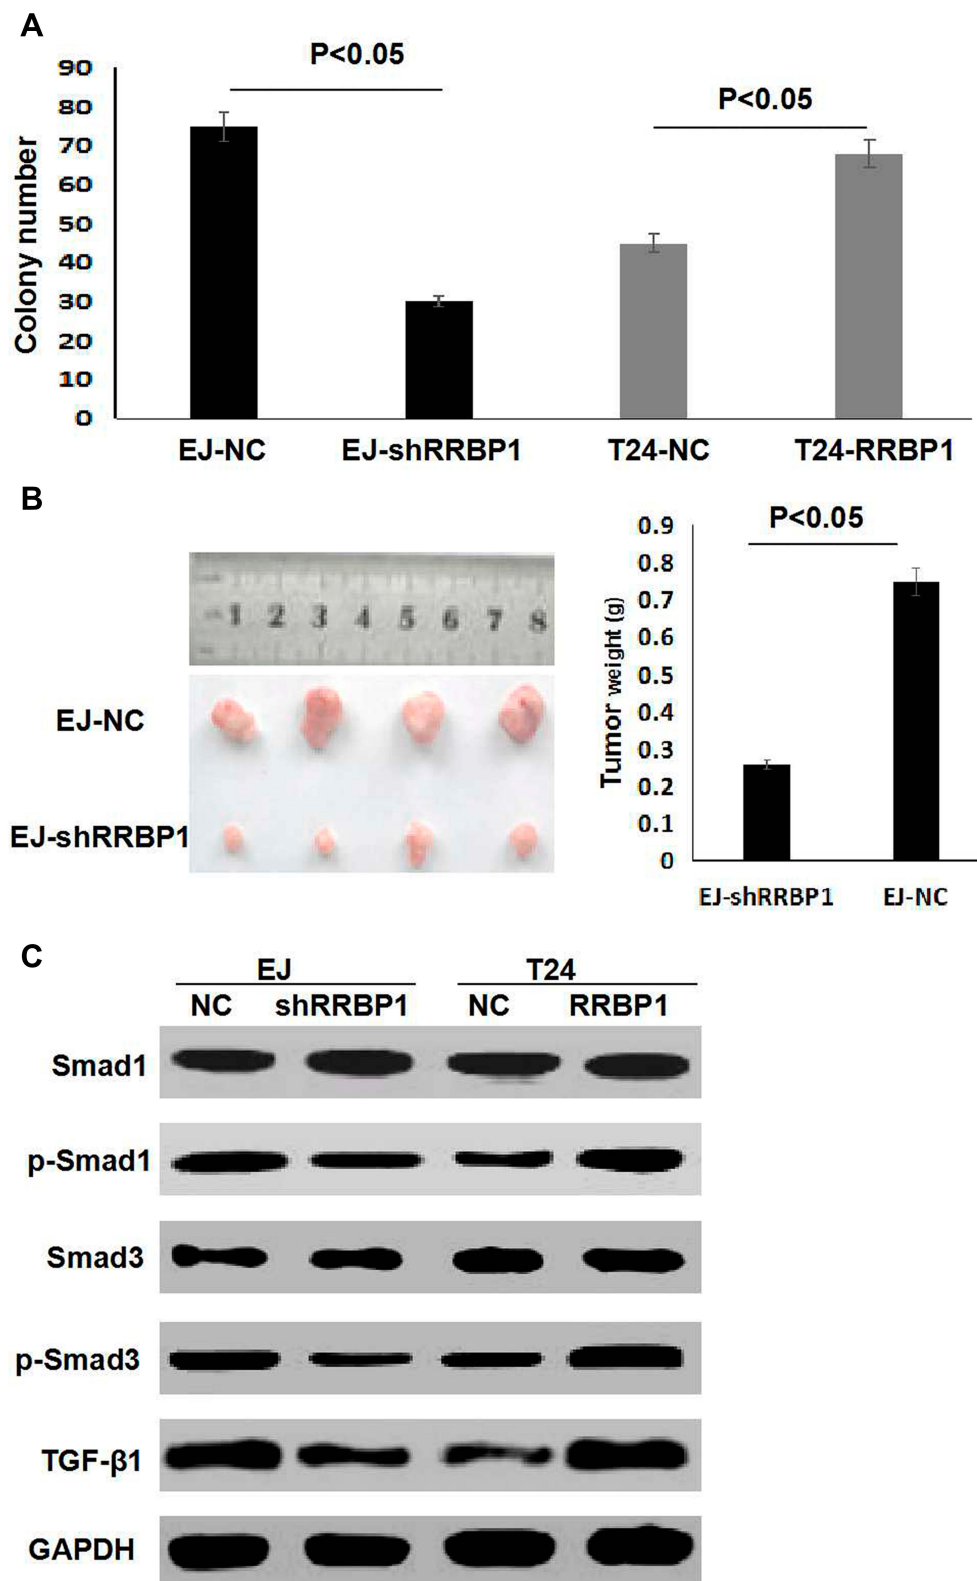 A
P<0.05
P<0.05
90
80
70
60
50
40
30
20
10
0
Colony number
EJ-NC EJ-shRRBP1 T24-NC T24-RRBP1
B
1 2 3 4 5 6 7 8
EJ-NC
EJ-shRRBP1
P<0.05
0.9
0.8
0.7
0.6
0.5
0.4
0.3
0.2
0.1
0
Tumor weight (g)
EJ-shRRBP1 EJ-NC
C
EJ T24
NC shRRBP1 NC RRBP1
Smad1
p-Smad1
Smad3
p-Smad3
TGF-β1
GAPDH